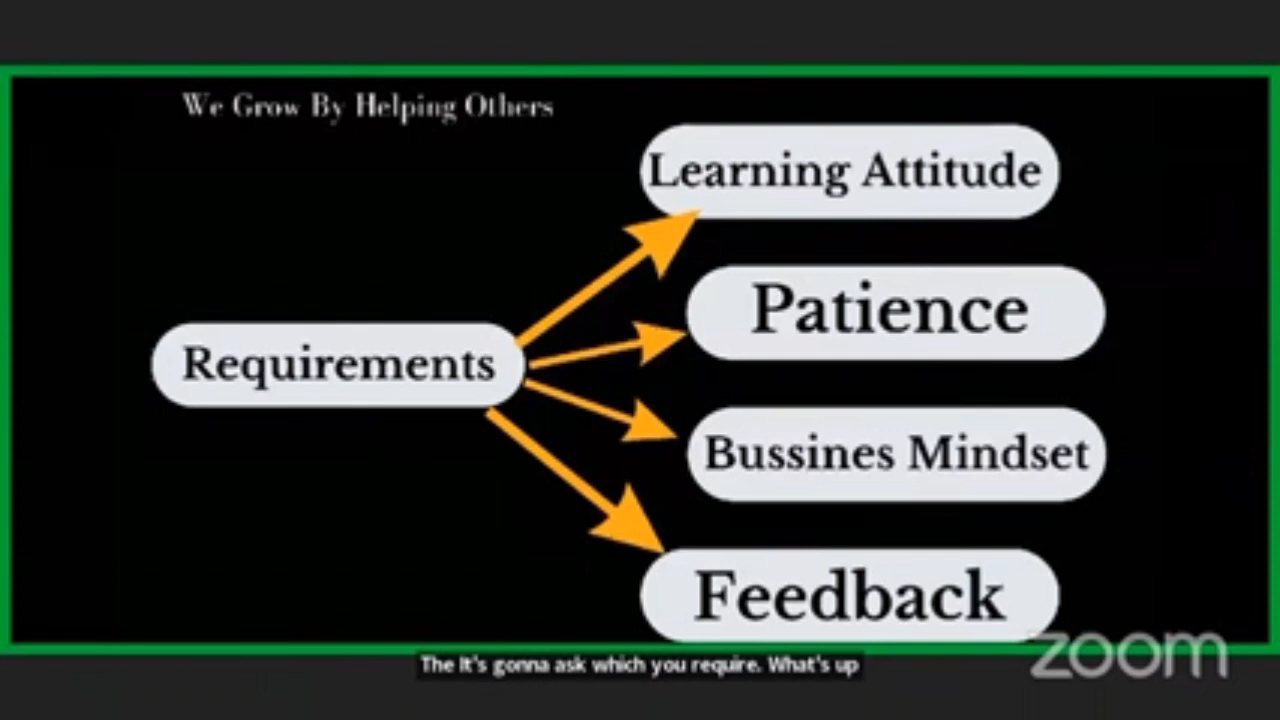 We Grow By Helping Others
Learning Attitude
Patience
Requirements
Bussines Mindset
Feedback
zoom
The It's gonna ask which you require. What's up